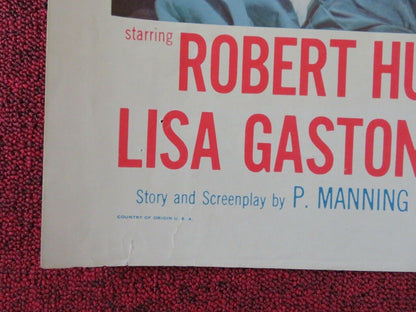 starring
ROBERT HU
LISA GASTON
Story and Screenplay by P. MANNING
COUNTRY OF ORIGIN U. S. A.